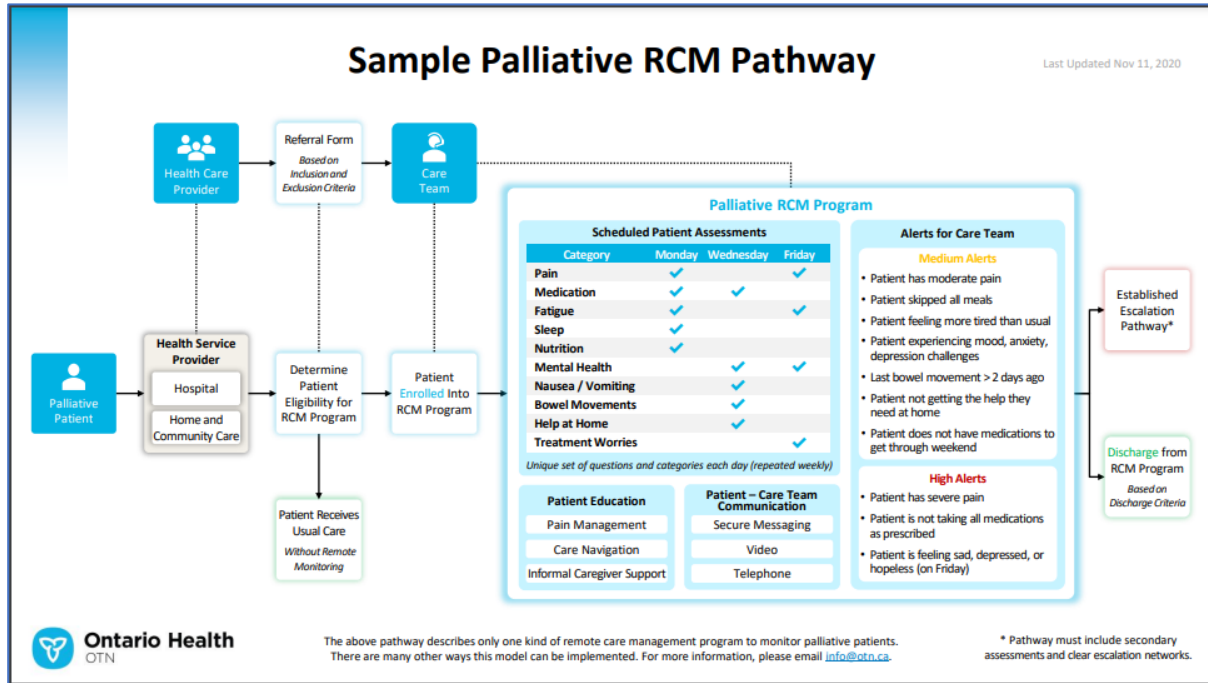 Sample Palliative RCM Pathway
Last Updated Nov 11, 2020
Health Care
Provider
Referral Form
Based on
Inclusion and
Exclusion Criteria
Care
Team
Palliative
Patient
Health Service
Provider
Hospital
Home and
Community Care
Determine
Patient
Eligibility for
RCM Program
Patient
Enrolled Into
RCM Program
Patient Receives
Usual Care
Without Remote
Monitoring
Palliative RCM Program
Scheduled Patient Assessments
Category Monday Wednesday Friday
Pain ✓ ✓
Medication ✓ ✓
Fatigue ✓ ✓
Sleep ✓
Nutrition ✓
Mental Health ✓ ✓
Nausea / Vomiting ✓
Bowel Movements ✓
Help at Home ✓
Treatment Worries ✓
Unique set of questions and categories each day (repeated weekly)
Patient Education
Pain Management
Care Navigation
Informal Caregiver Support
Patient – Care Team
Communication
Secure Messaging
Video
Telephone
Alerts for Care Team
Medium Alerts
• Patient has moderate pain
• Patient skipped all meals
• Patient feeling more tired than usual
• Patient experiencing mood, anxiety,
depression challenges
• Last bowel movement > 2 days ago
• Patient not getting the help they
need at home
• Patient does not have medications to
get through weekend
High Alerts
• Patient has severe pain
• Patient is not taking all medications
as prescribed
• Patient is feeling sad, depressed, or
hopeless (on Friday)
Established
Escalation
Pathway*
Discharge from
RCM Program
Based on
Discharge Criteria
Ontario Health
OTN
The above pathway describes only one kind of remote care management program to monitor palliative patients.
There are many other ways this model can be implemented. For more information, please email info@otn.ca.
* Pathway must include secondary
assessments and clear escalation networks.